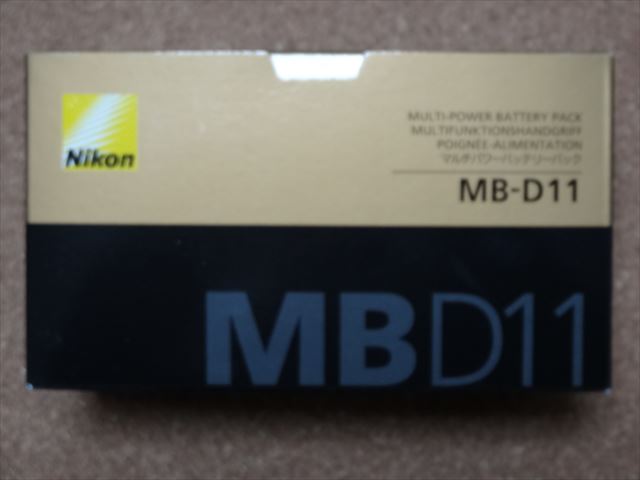 Nikon
MULTI-POWER BATTERY PACK
MULTIFUNKTIONSHANDGRIFF
POIGNÉE-ALIMENTATION
マルチパワーバッテリーパック
MB-D11
MBD11